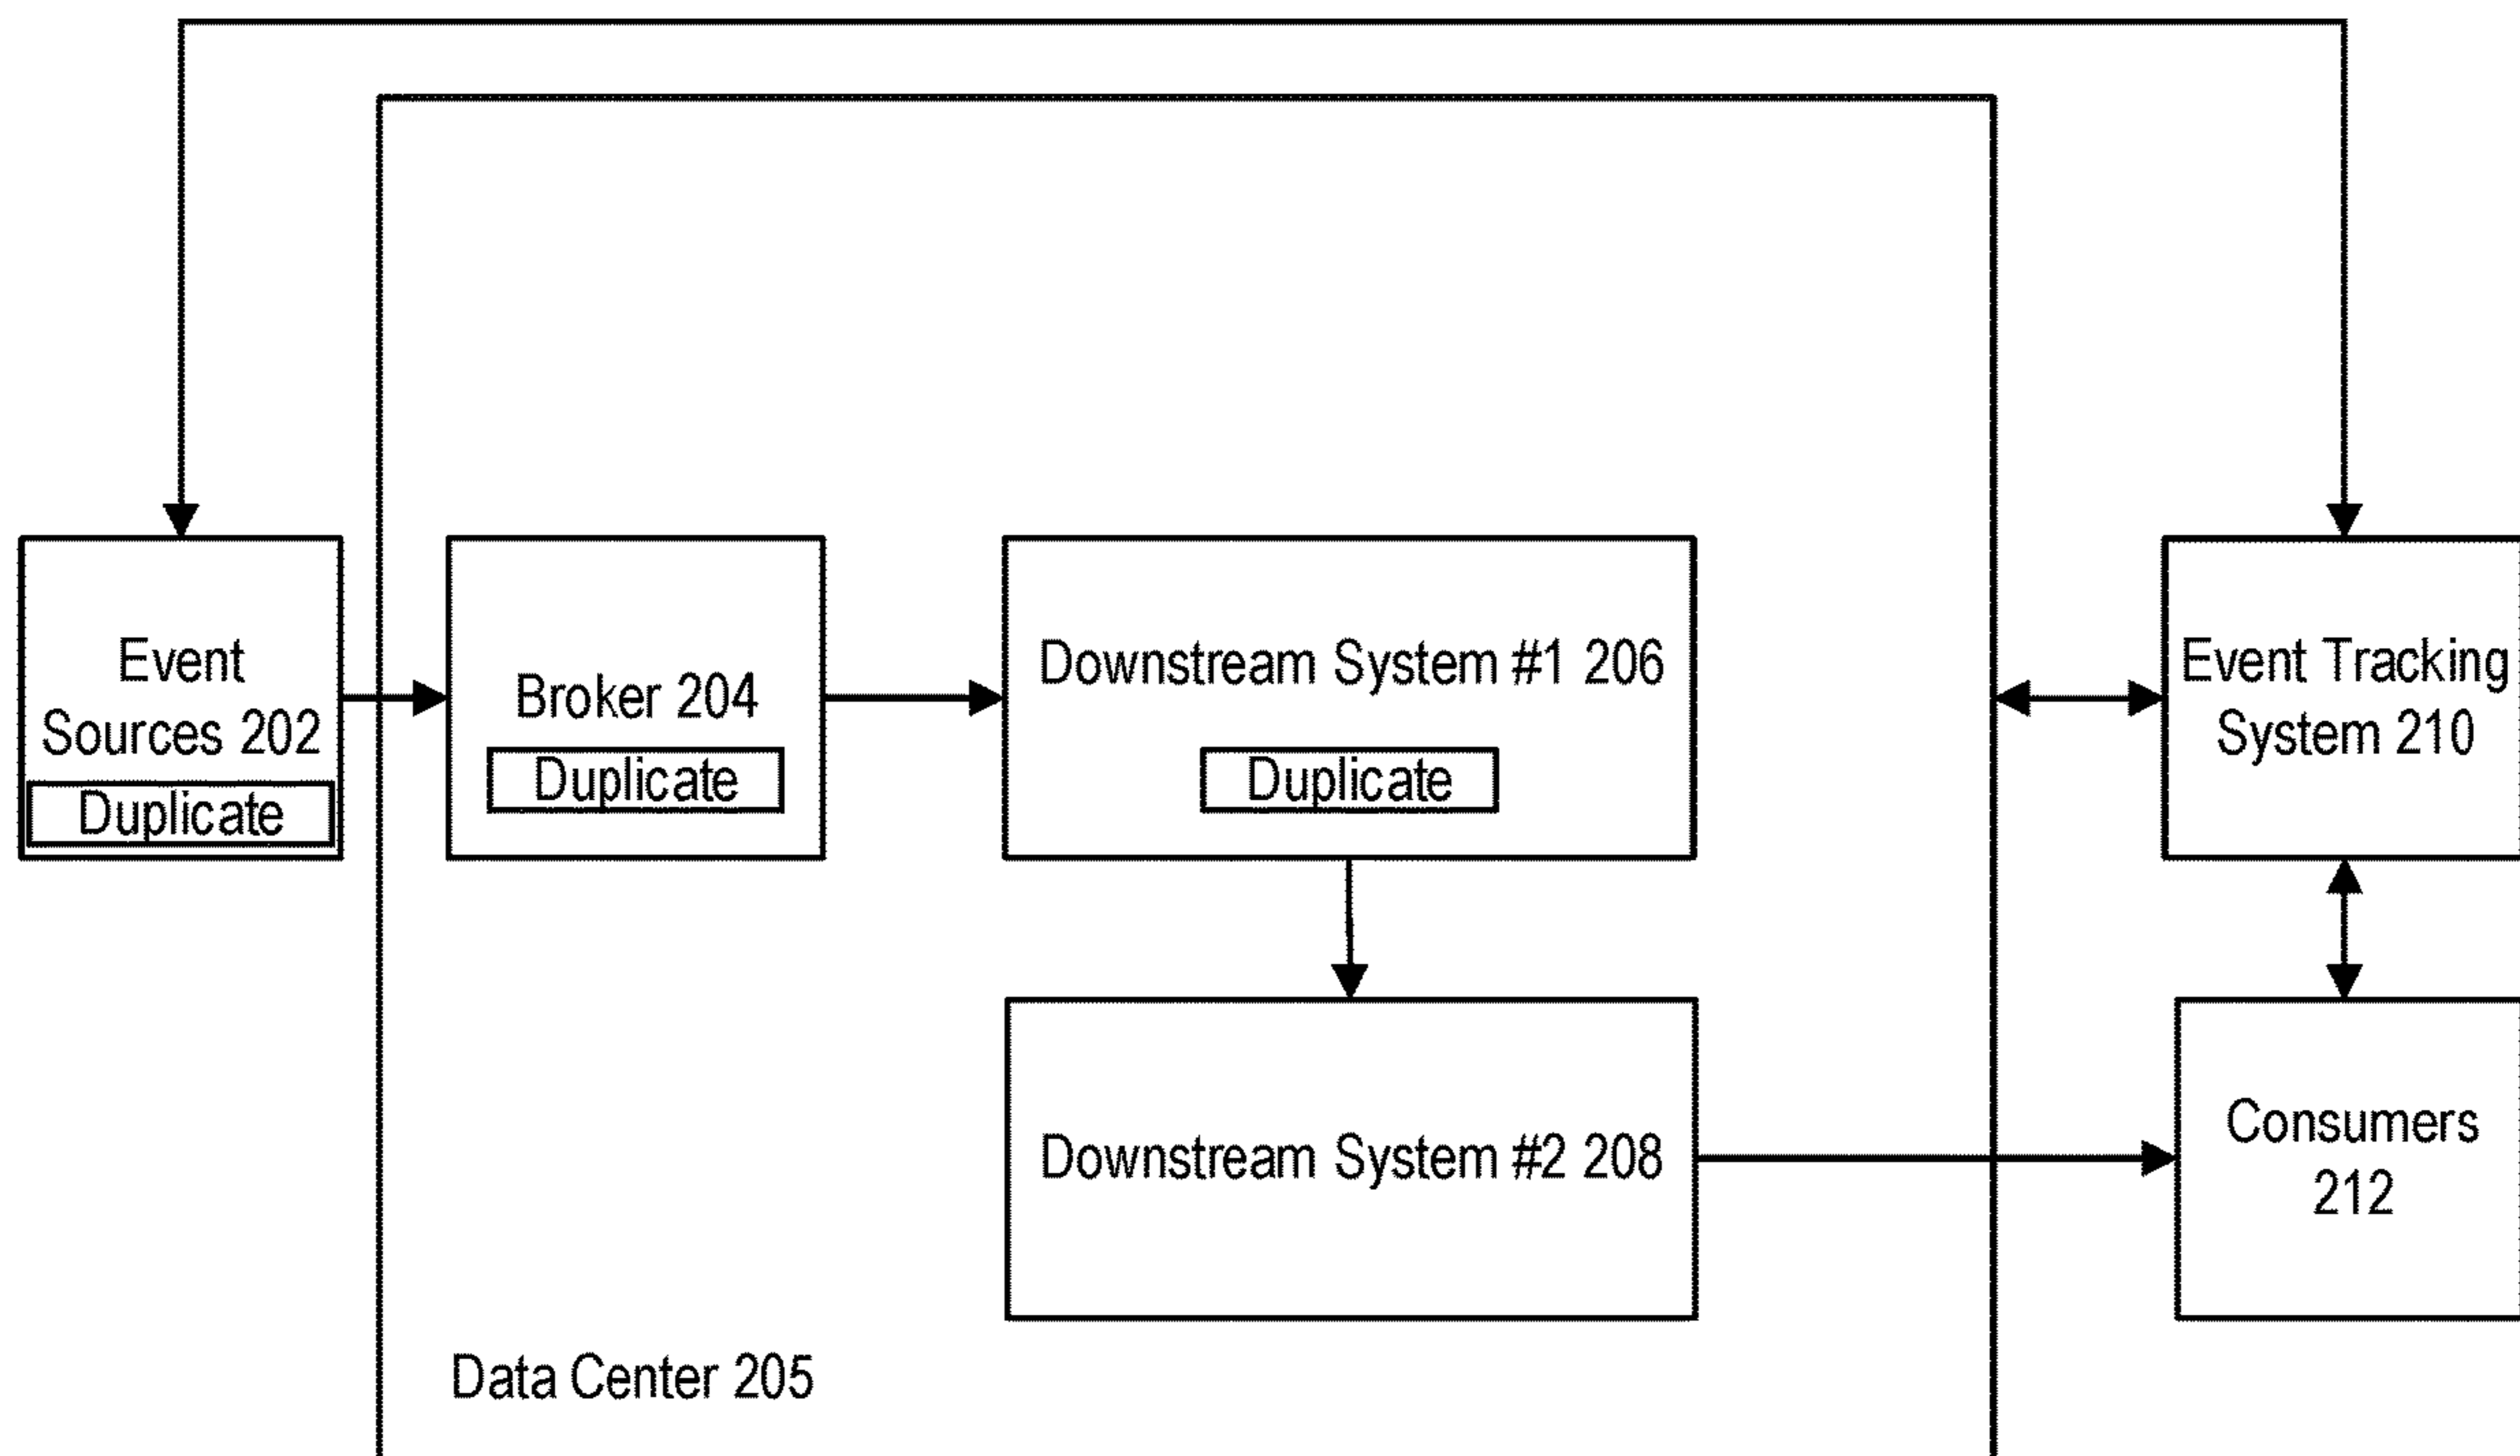 Event
Sources 202
Duplicate
Broker 204
Duplicate
Downstream System #1 206
Duplicate
Event Tracking
System 210
Downstream System #2 208
Consumers
212
Data Center 205